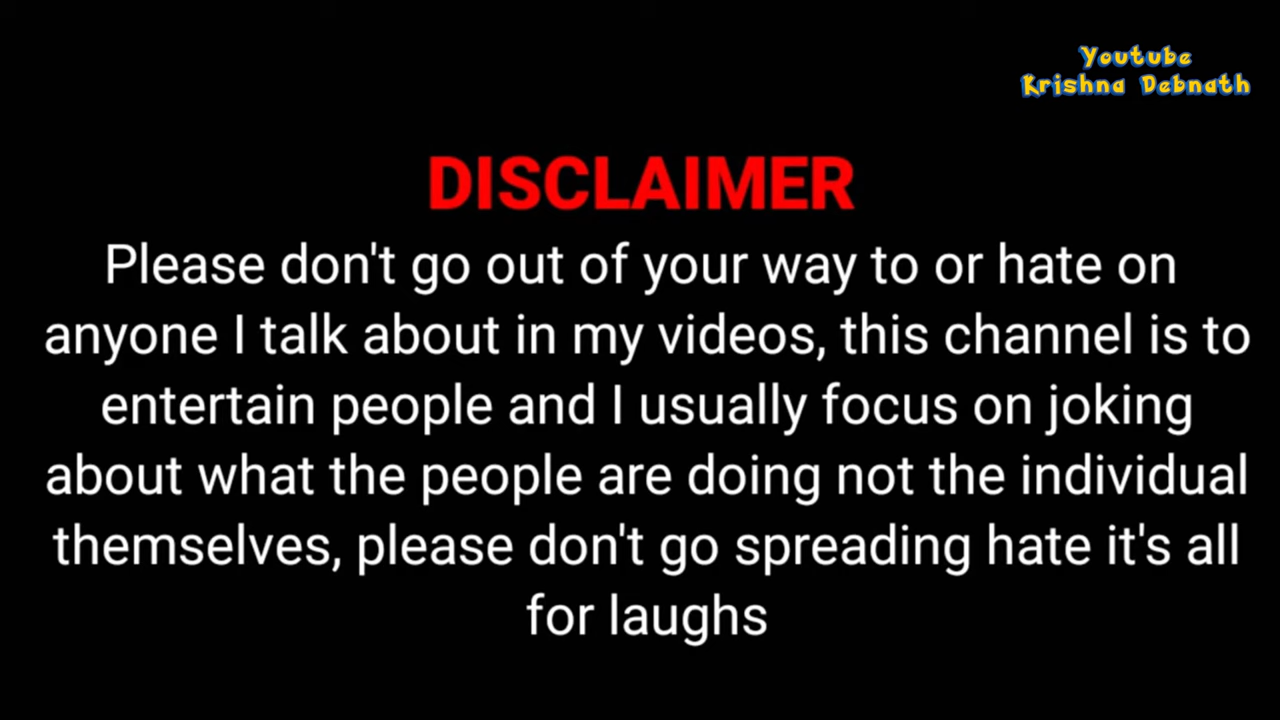 Youtube
Krishna Debnath
DISCLAIMER
Please don't go out of your way to or hate on
anyone I talk about in my videos, this channel is to
entertain people and I usually focus on joking
about what the people are doing not the individual
themselves, please don't go spreading hate it's all
for laughs